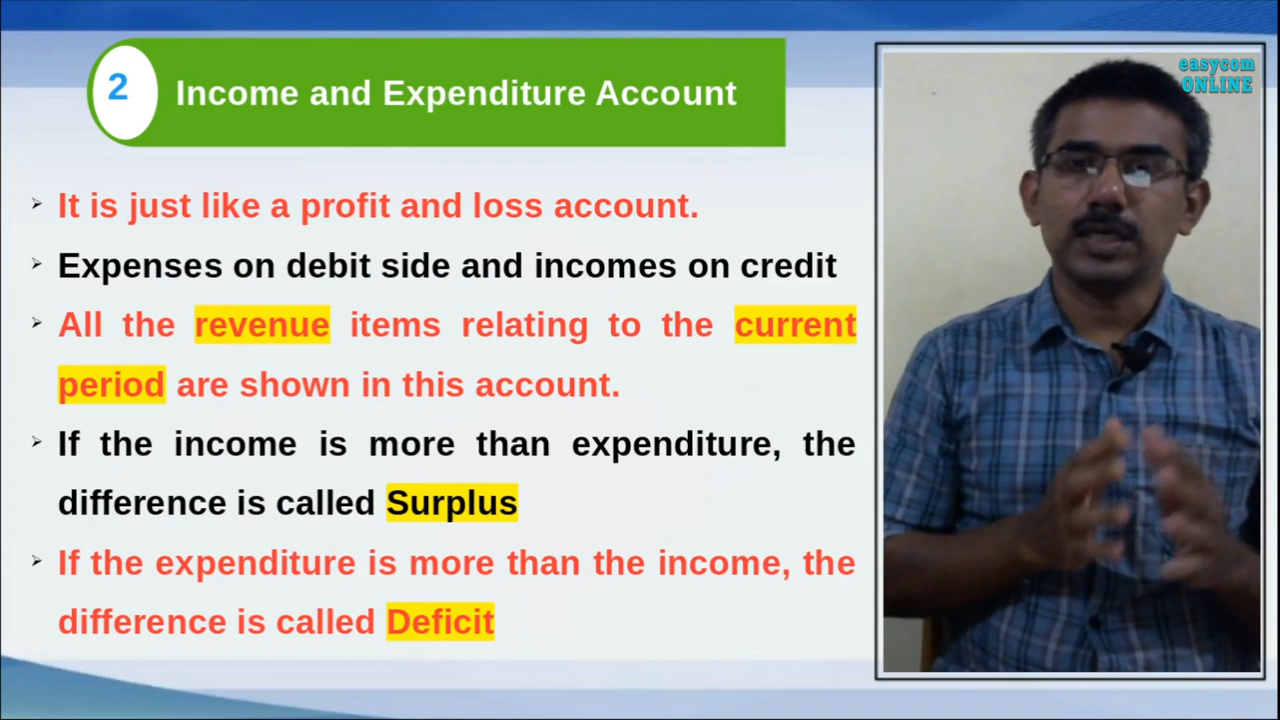 2
Income and Expenditure Account
easycom
ONLINE
It is just like a profit and loss account.
Expenses on debit side and incomes on credit
All the revenue items relating to the current
period are shown in this account.
If the income is more than expenditure, the
difference is called Surplus
If the expenditure is more than the income, the
difference is called Deficit